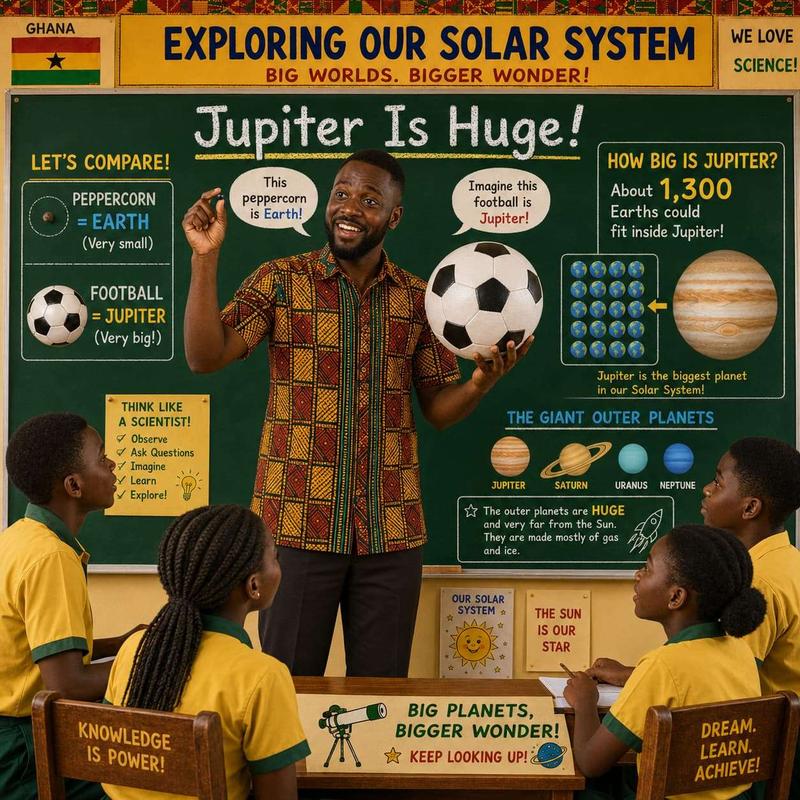 GHANA
EXPLORING OUR SOLAR SYSTEM
BIG WORLDS. BIGGER WONDER!
WE LOVE
SCIENCE!
Jupiter Is Huge!
LET'S COMPARE!
PEPPERCORN
= EARTH
(Very small)
FOOTBALL
= JUPITER
(Very big!)
This
peppercorn
is Earth!
Imagine this
football is
Jupiter!
HOW BIG IS JUPITER?
About 1,300
Earths could
fit inside Jupiter!
Jupiter is the biggest planet
in our Solar System!
THINK LIKE
A SCIENTIST!
✓ Observe
✓ Ask Questions
✓ Imagine
✓ Learn
✓ Explore!
THE GIANT OUTER PLANETS
JUPITER SATURN URANUS NEPTUNE
The outer planets are HUGE
and very far from the Sun.
They are made mostly of gas
and ice.
OUR SOLAR
SYSTEM
THE SUN
IS OUR
STAR
KNOWLEDGE
IS POWER!
BIG PLANETS,
BIGGER WONDER!
KEEP LOOKING UP!
DREAM.
LEARN.
ACHIEVE!